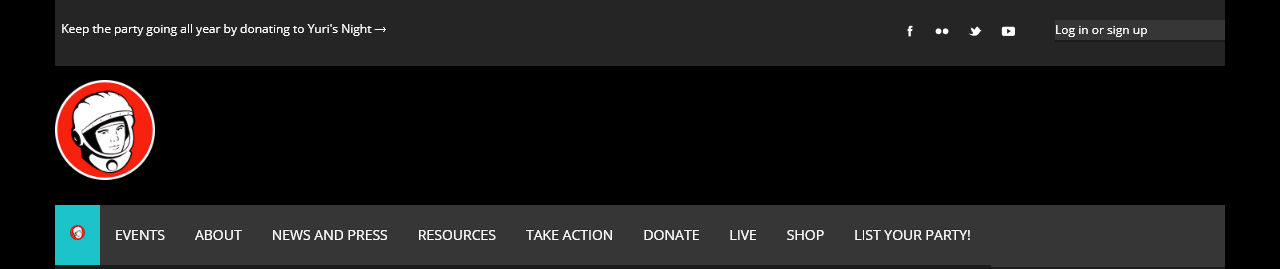 Keep the party going all year by donating to Yuri's Night →
Log in or sign up
EVENTS ABOUT NEWS AND PRESS RESOURCES TAKE ACTION DONATE LIVE SHOP LIST YOUR PARTY!